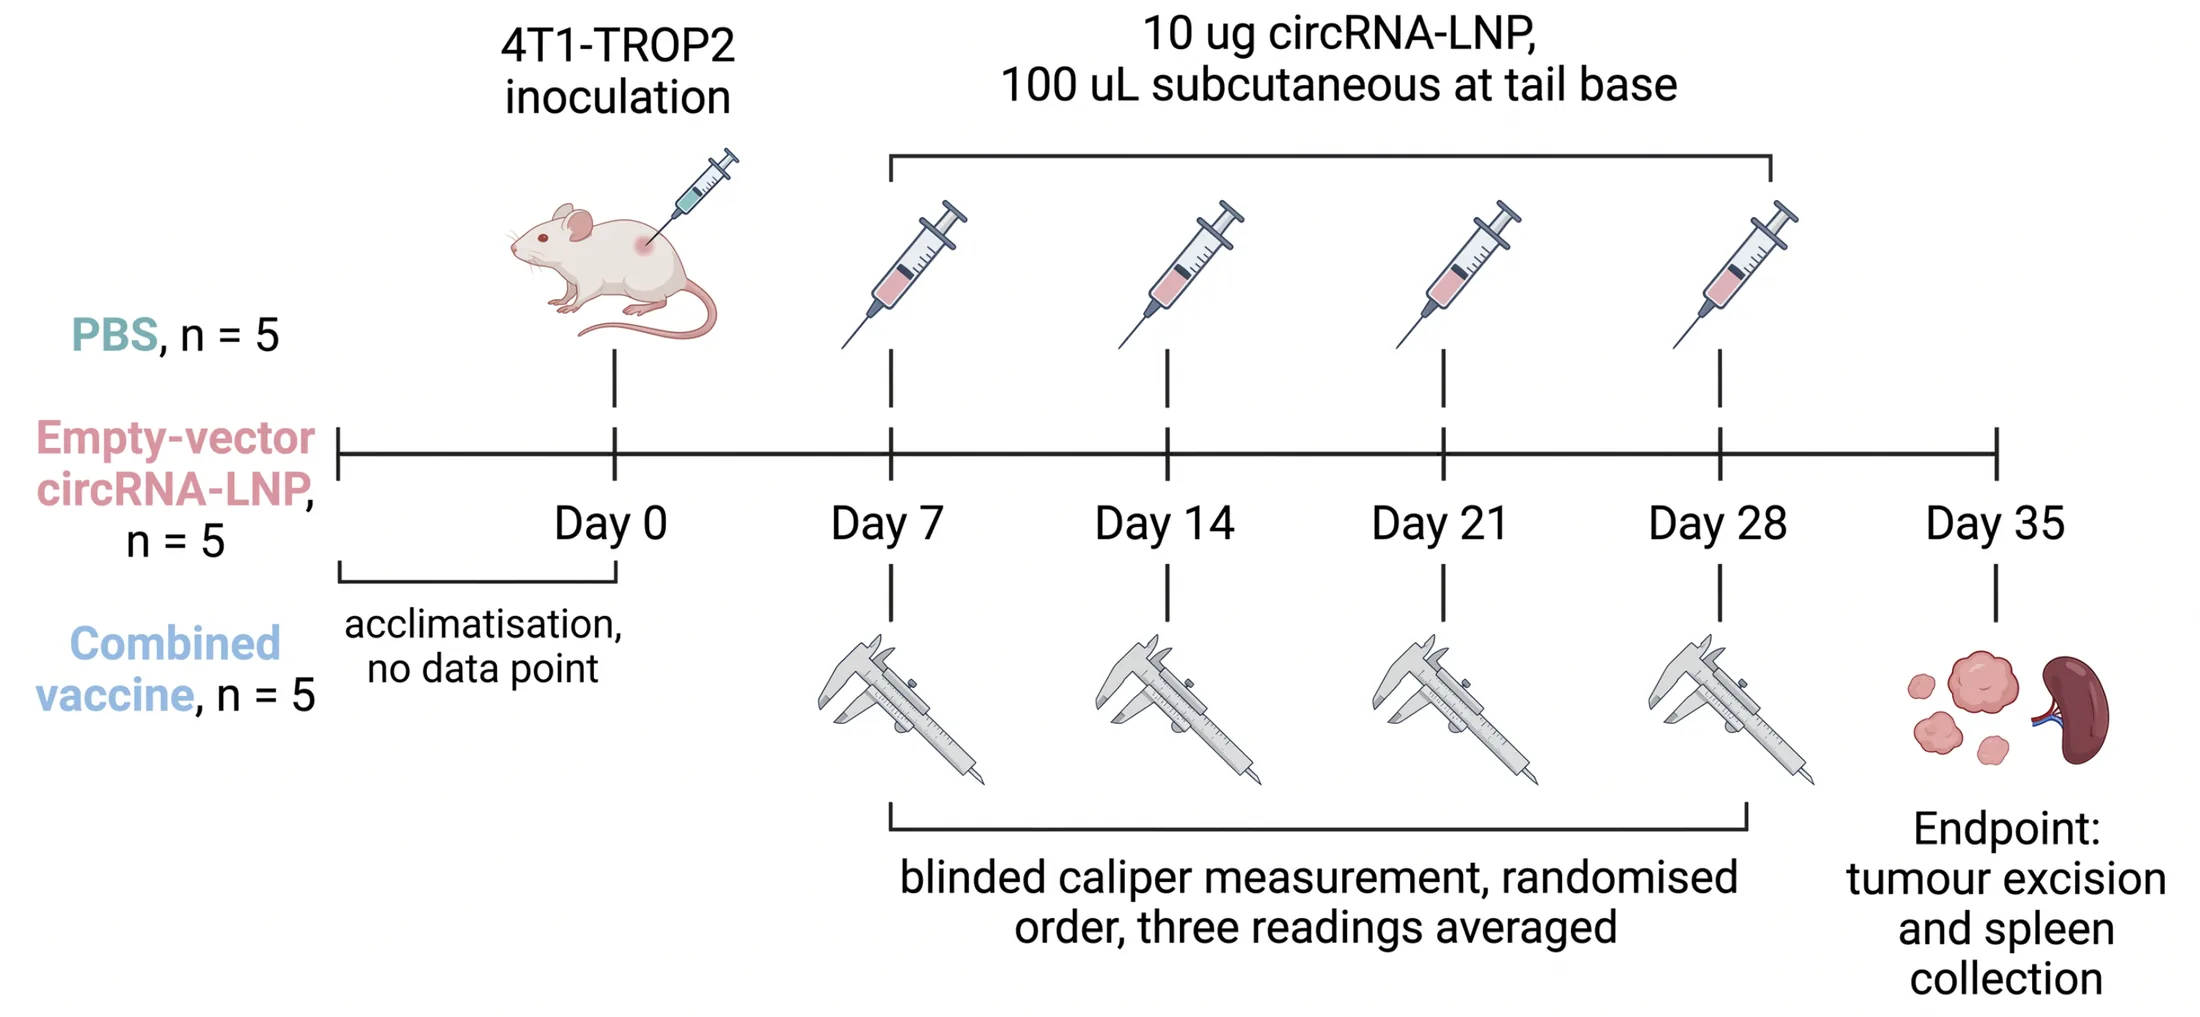 4T1-TROP2
inoculation
10 ug circRNA-LNP,
100 uL subcutaneous at tail base
PBS, n = 5
Empty-vector
circRNA-LNP,
n = 5
Combined
vaccine, n = 5
Day 0
Day 7
Day 14
Day 21
Day 28
Day 35
acclimatisation,
no data point
blinded caliper measurement, randomised
order, three readings averaged
Endpoint:
tumour excision
and spleen
collection